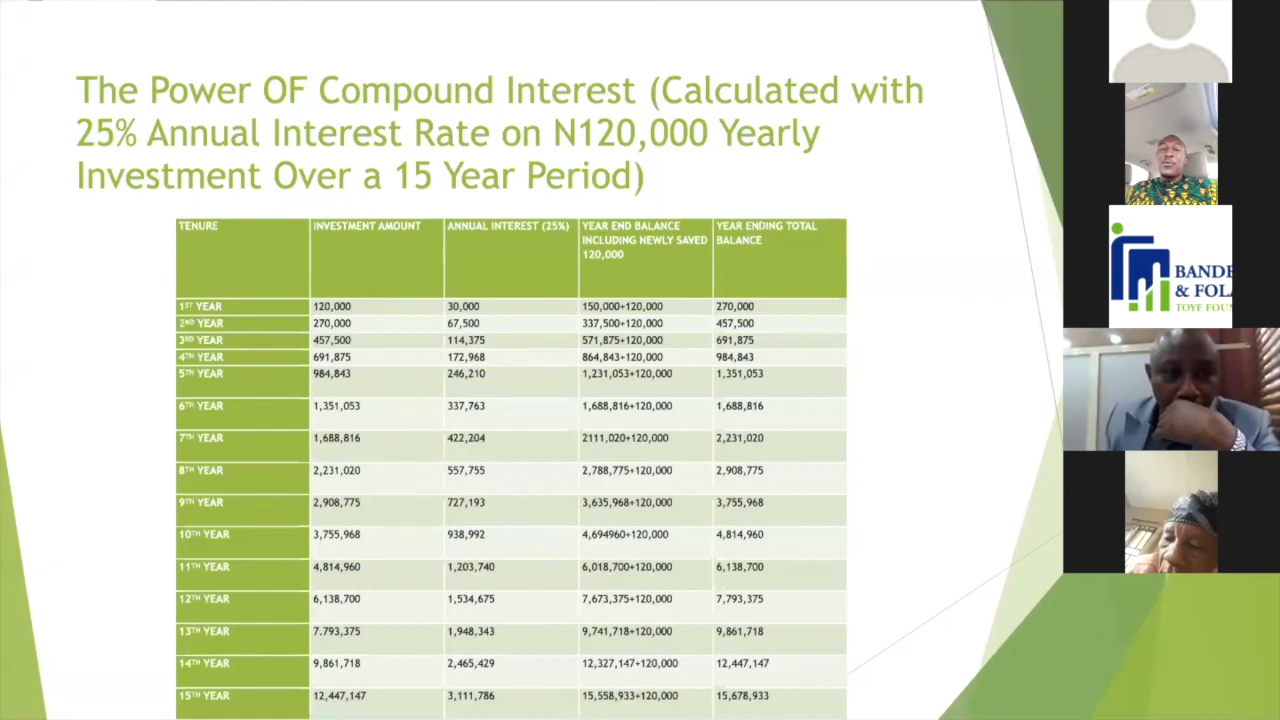 The Power OF Compound Interest (Calculated with
25% Annual Interest Rate on N120,000 Yearly
Investment Over a 15 Year Period)
TENURE INVESTMENT AMOUNT ANNUAL INTEREST (25%) YEAR END BALANCE INCLUDING NEWLY SAVED 120,000 YEAR ENDING TOTAL BALANCE
1ST YEAR 120,000 30,000 150,000+120,000 270,000
2ND YEAR 270,000 67,500 337,500+120,000 457,500
3RD YEAR 457,500 114,375 571,875+120,000 691,875
4TH YEAR 691,875 172,968 864,843+120,000 984,843
5TH YEAR 984,843 246,210 1,231,053+120,000 1,351,053
6TH YEAR 1,351,053 337,763 1,688,816+120,000 1,688,816
7TH YEAR 1,688,816 422,204 2111,020+120,000 2,231,020
8TH YEAR 2,231,020 557,755 2,788,775+120,000 2,908,775
9TH YEAR 2,908,775 727,193 3,635,968+120,000 3,755,968
10TH YEAR 3,755,968 938,992 4,694960+120,000 4,814,960
11TH YEAR 4,814,960 1,203,740 6,018,700+120,000 6,138,700
12TH YEAR 6,138,700 1,534,675 7,673,375+120,000 7,793,375
13TH YEAR 7.793,375 1,948,343 9,741,718+120,000 9,861,718
14TH YEAR 9,861,718 2,465,429 12,327,147+120,000 12,447,147
15TH YEAR 12,447,147 3,111,786 15,558,933+120,000 15,678,933
BANDE
& FOL
TOYE FOUN